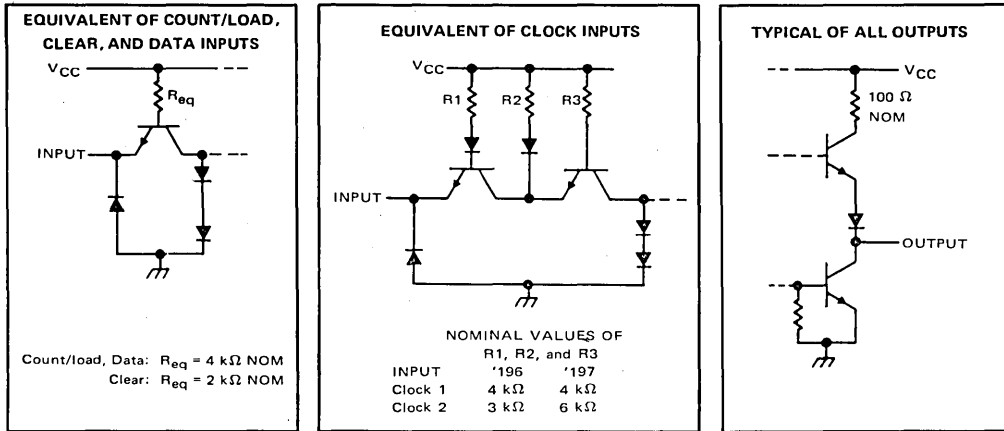 EQUIVALENT OF COUNT/LOAD,
CLEAR, AND DATA INPUTS
VCC
Req
INPUT
Count/load, Data: Req = 4 kΩ NOM
Clear: Req = 2 kΩ NOM
EQUIVALENT OF CLOCK INPUTS
VCC
R1
R2
R3
INPUT
NOMINAL VALUES OF
R1, R2, and R3
INPUT '196 '197
Clock 1 4 kΩ 4 kΩ
Clock 2 3 kΩ 6 kΩ
TYPICAL OF ALL OUTPUTS
VCC
100 Ω
NOM
OUTPUT